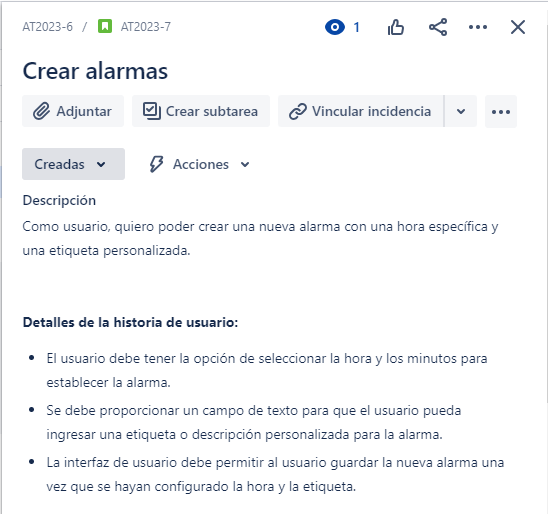 AT2023-6 / AT2023-7
1
Crear alarmas
Adjuntar
Crear subtarea
Vincular incidencia
Creadas
Acciones
Descripción
Como usuario, quiero poder crear una nueva alarma con una hora específica y
una etiqueta personalizada.
Detalles de la historia de usuario:
• El usuario debe tener la opción de seleccionar la hora y los minutos para
establecer la alarma.
• Se debe proporcionar un campo de texto para que el usuario pueda
ingresar una etiqueta o descripción personalizada para la alarma.
• La interfaz de usuario debe permitir al usuario guardar la nueva alarma una
vez que se hayan configurado la hora y la etiqueta.